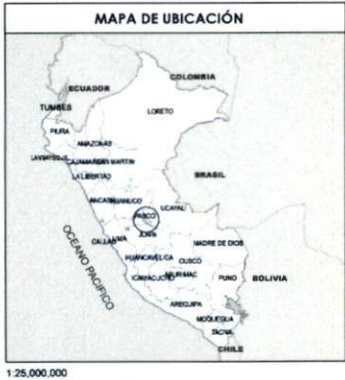 MAPA DE UBICACIÓN
COLOMBIA
ECUADOR
TUMBES
LORETO
PIURA
AMAZONAS
LAMBAYEQUE
CAJAMARCA
SAN MARTIN
LA LIBERTAD
BRASIL
ANCASH
HUANUCO
UCAYALI
PASCO
JUNIN
CALLAO
LIMA
MADRE DE DIOS
HUANCAVELICA
CUSCO
OCEANO PACIFICO
ICA
AYACUCHO
APURIMAC
PUNO
BOLIVIA
AREQUIPA
MOQUEGUA
TACNA
CHILE
1:25,000,000